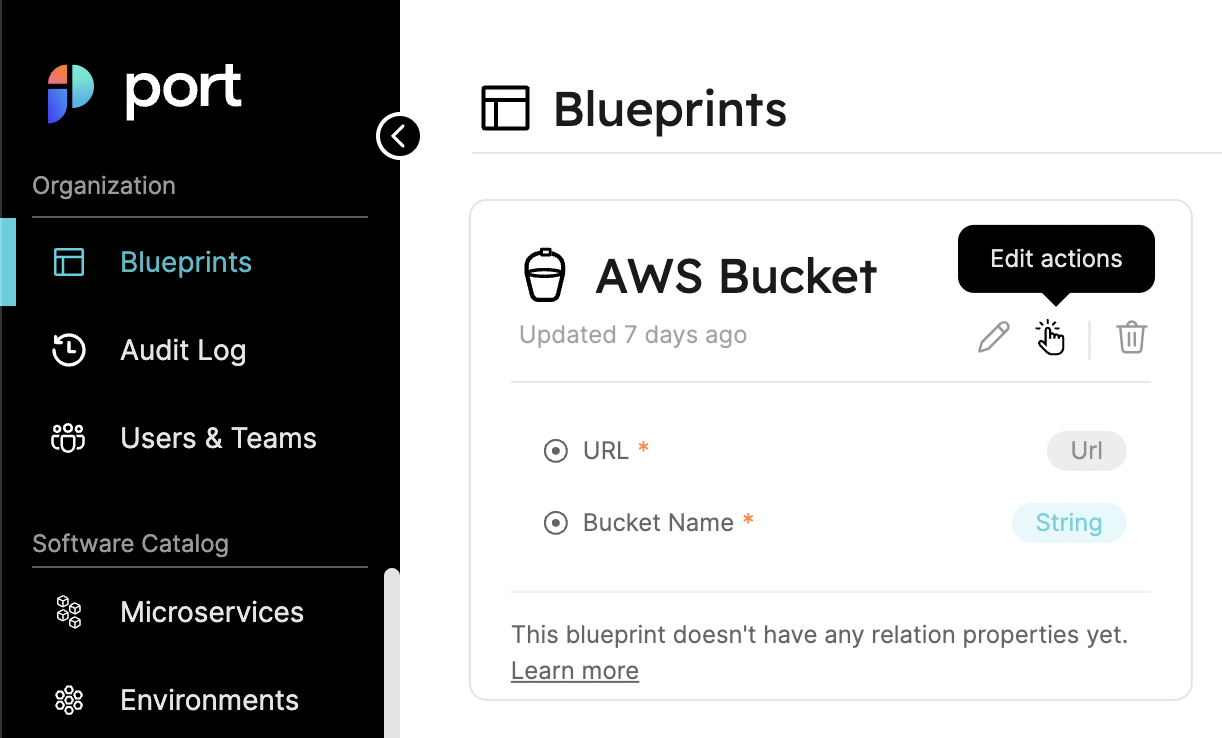 port
Organization
Blueprints
Audit Log
Users & Teams
Software Catalog
Microservices
Environments
Blueprints
AWS Bucket
Edit actions
Updated 7 days ago
URL * Url
Bucket Name * String
This blueprint doesn't have any relation properties yet.
Learn more